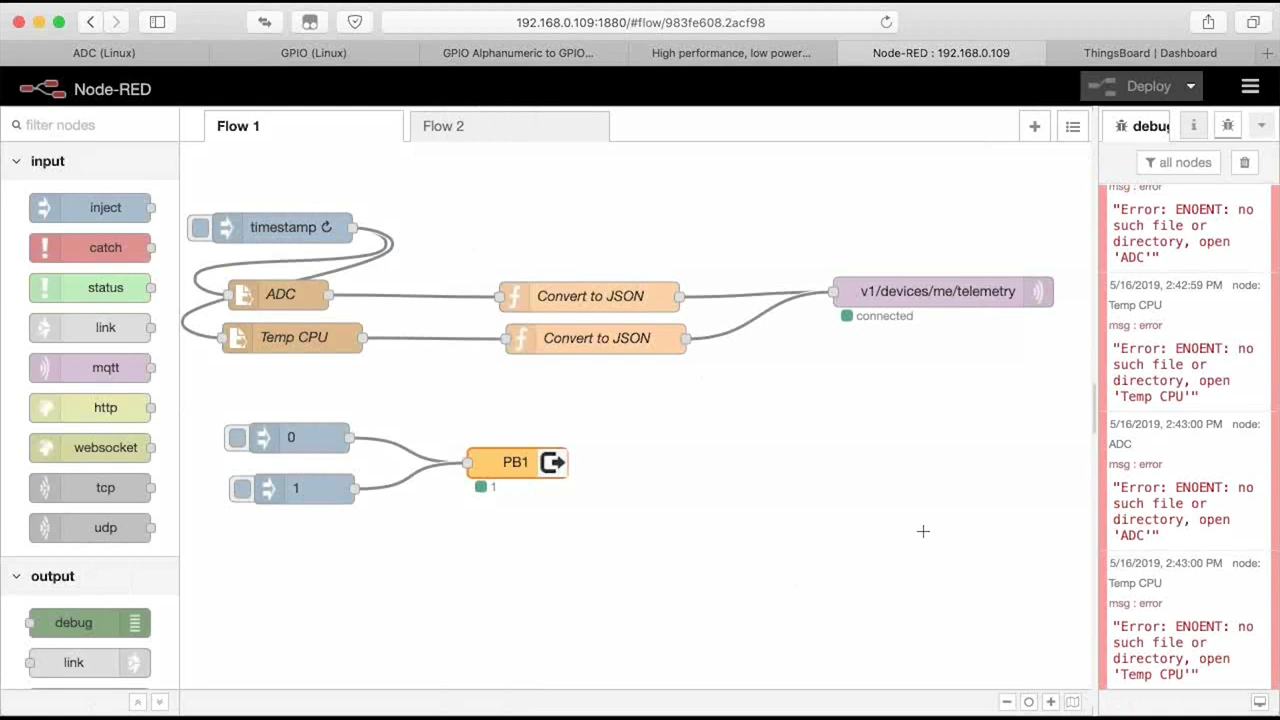 192.168.0.109:1880/#flow/983fe608.2acf98
ADC (Linux)
GPIO (Linux)
GPIO Alphanumeric to GPIO...
High performance, low power...
Node-RED : 192.168.0.109
ThingsBoard | Dashboard
Node-RED
Deploy
filter nodes
Flow 1
Flow 2
debug
all nodes
input
inject
catch
status
link
mqtt
http
websocket
tcp
udp
output
debug
link
timestamp ↻
ADC
Temp CPU
Convert to JSON
Convert to JSON
v1/devices/me/telemetry
connected
0
1
PB1
1
msg : error
"Error: ENOENT: no
such file or
directory, open
'ADC'"
5/16/2019, 2:42:59 PM node:
Temp CPU
msg : error
"Error: ENOENT: no
such file or
directory, open
'Temp CPU'"
5/16/2019, 2:43:00 PM node:
ADC
msg : error
"Error: ENOENT: no
such file or
directory, open
'ADC'"
5/16/2019, 2:43:00 PM node:
Temp CPU
msg : error
"Error: ENOENT: no
such file or
directory, open
'Temp CPU'"